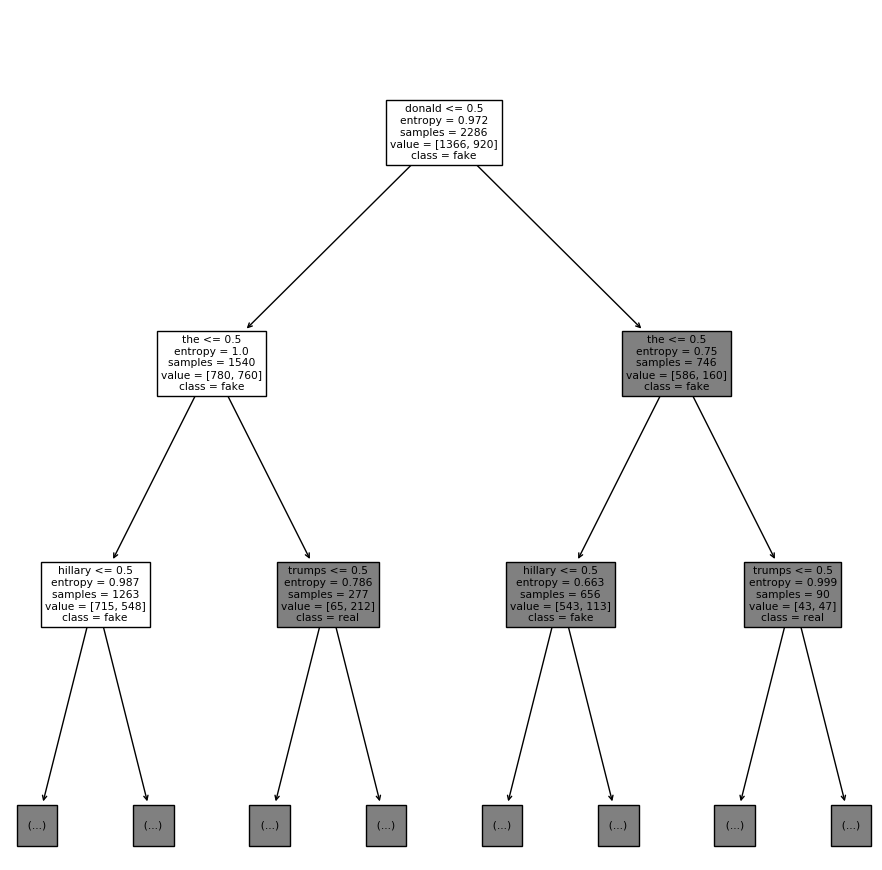 donald <= 0.5
entropy = 0.972
samples = 2286
value = [1366, 920]
class = fake
the <= 0.5
entropy = 1.0
samples = 1540
value = [780, 760]
class = fake
the <= 0.5
entropy = 0.75
samples = 746
value = [586, 160]
class = fake
hillary <= 0.5
entropy = 0.987
samples = 1263
value = [715, 548]
class = fake
trumps <= 0.5
entropy = 0.786
samples = 277
value = [65, 212]
class = real
hillary <= 0.5
entropy = 0.663
samples = 656
value = [543, 113]
class = fake
trumps <= 0.5
entropy = 0.999
samples = 90
value = [43, 47]
class = real
(...)
(...)
(...)
(...)
(...)
(...)
(...)
(...)